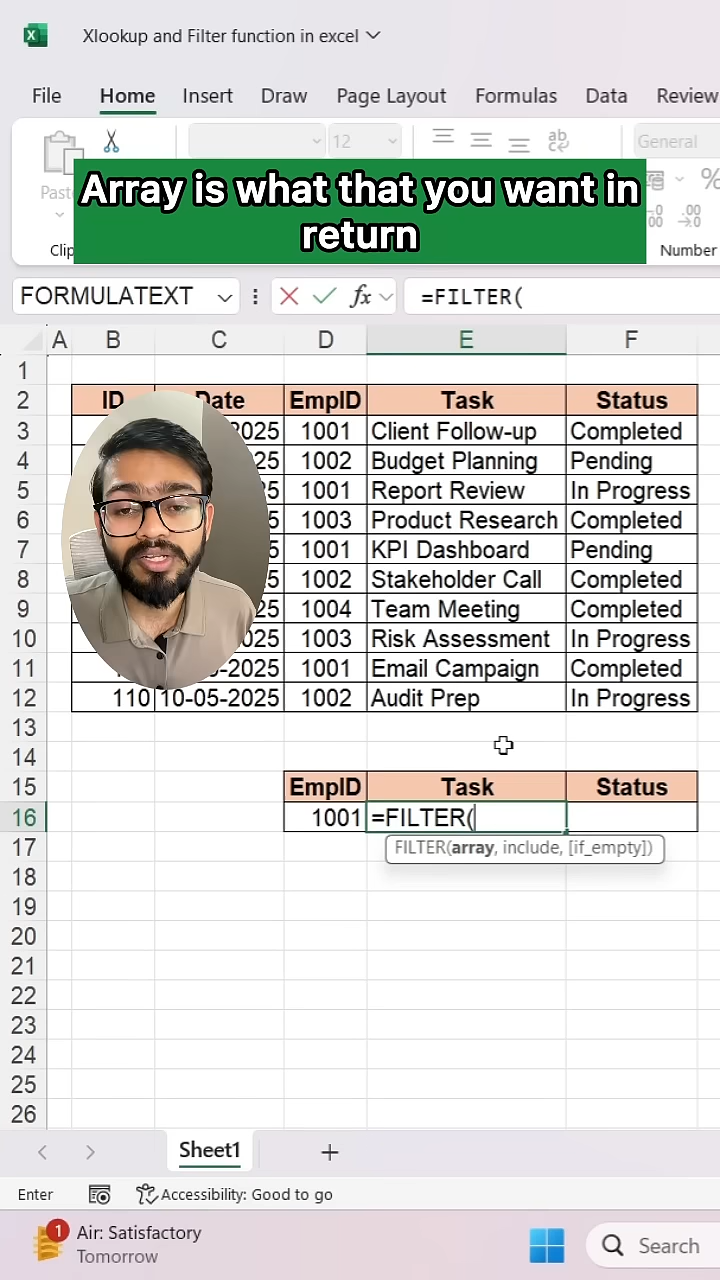 Xlookup and Filter function in excel
File Home Insert Draw Page Layout Formulas Data Review
12 General
Array is what that you want in
return
Number
FORMULATEXT fx =FILTER(
A B C D E F
1
2 ID Date EmpID Task Status
3 2025 1001 Client Follow-up Completed
4 25 1002 Budget Planning Pending
5 5 1001 Report Review In Progress
6 1003 Product Research Completed
7 5 1001 KPI Dashboard Pending
8 25 1002 Stakeholder Call Completed
9 25 1004 Team Meeting Completed
10 025 1003 Risk Assessment In Progress
11 -2025 1001 Email Campaign Completed
12 110 10-05-2025 1002 Audit Prep In Progress
13
14
15 EmpID Task Status
16 1001 =FILTER(
17 FILTER(array, include, [if_empty])
18
19
20
21
22
23
24
25
26
Sheet1 +
Enter Accessibility: Good to go
1 Air: Satisfactory
Tomorrow
Search